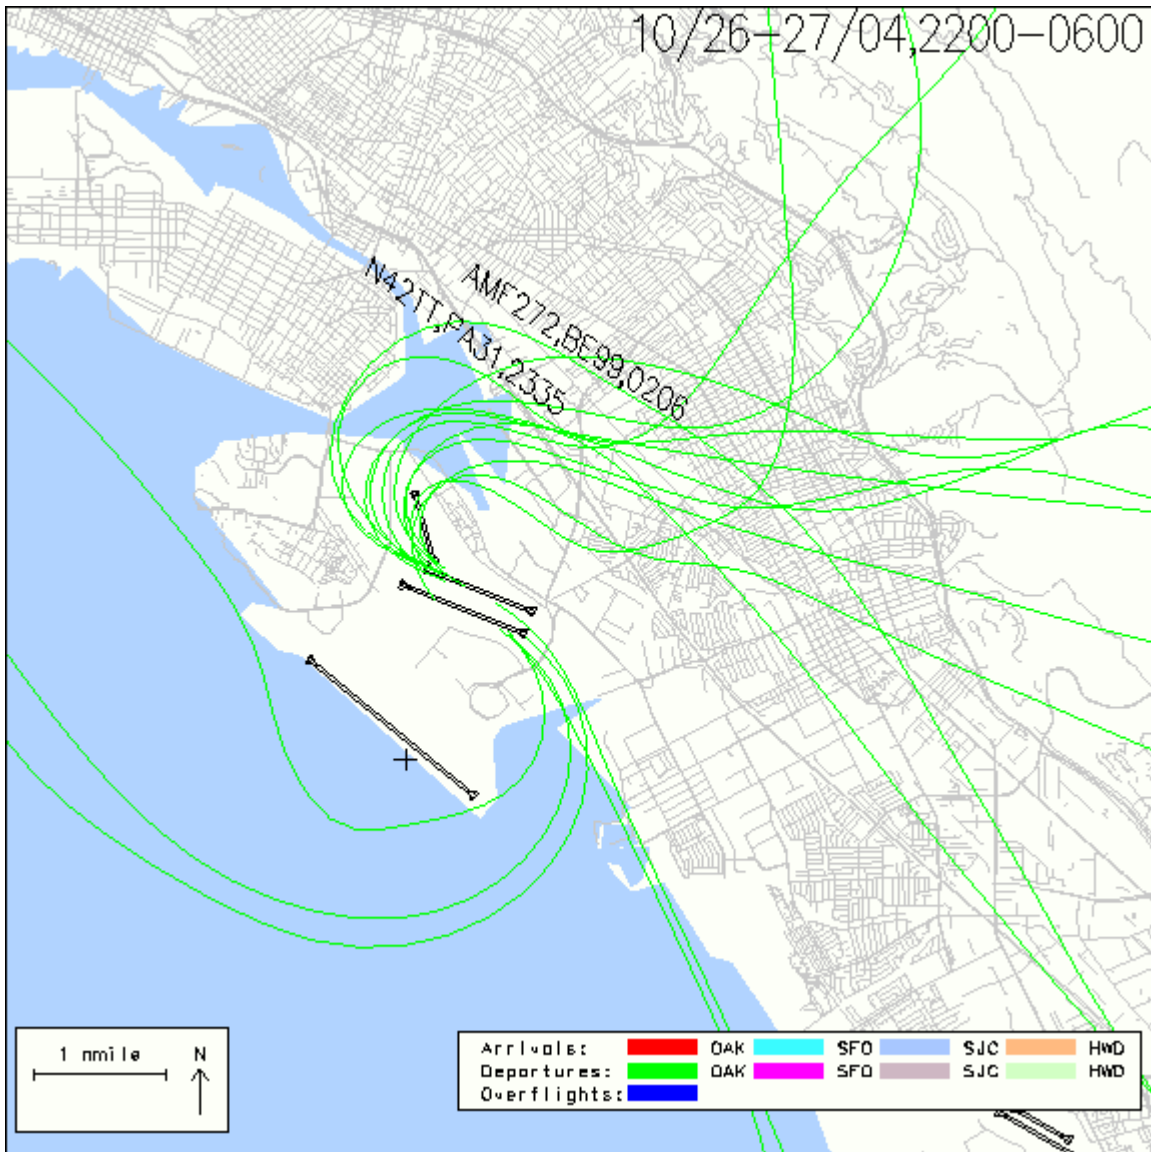 10/26-27/04,2200-0600
AMF272,BE99,0206
N42TT,PA31,2335
1 nmile N
Arrivals: OAK SFO SJC HWD
Departures: OAK SFO SJC HWD
Overflights: